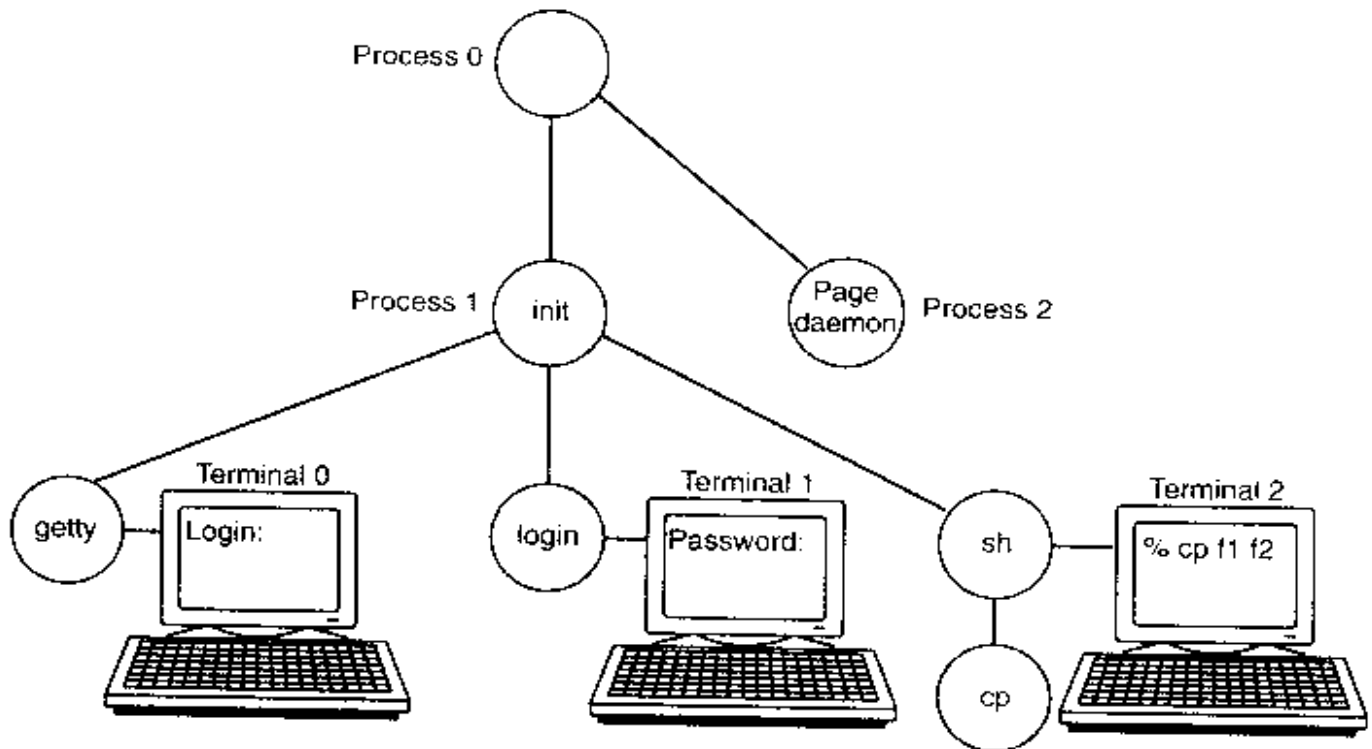 Process 0
Process 1
init
Page
daemon
Process 2
getty
Terminal 0
Login:
login
Terminal 1
Password:
sh
Terminal 2
% cp f1 f2
cp